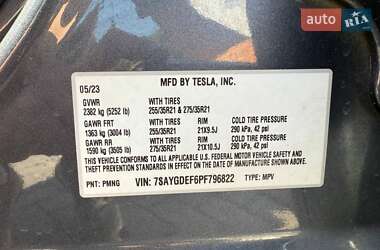 auto RIA
MFD BY TESLA, INC.
05/23
GVWR WITH TIRES
2382 kg (5252 lb) 255/35R21 & 275/35R21
GAWR FRT WITH TIRES RIM COLD TIRE PRESSURE
1363 kg (3004 lb) 255/35R21 21X9.5J 290 kPa, 42 psi
GAWR RR WITH TIRES RIM COLD TIRE PRESSURE
1590 kg (3505 lb) 275/35R21 21X10.5J 290 kPa, 42 psi
THIS VEHICLE CONFORMS TO ALL APPLICABLE U.S. FEDERAL MOTOR VEHICLE SAFETY AND
THEFT PREVENTION STANDARDS IN EFFECT ON THE DATE OF MANUFACTURE SHOWN ABOVE.
PNT: PMNG VIN: 7SAYGDEF6PF796822 TYPE: MPV